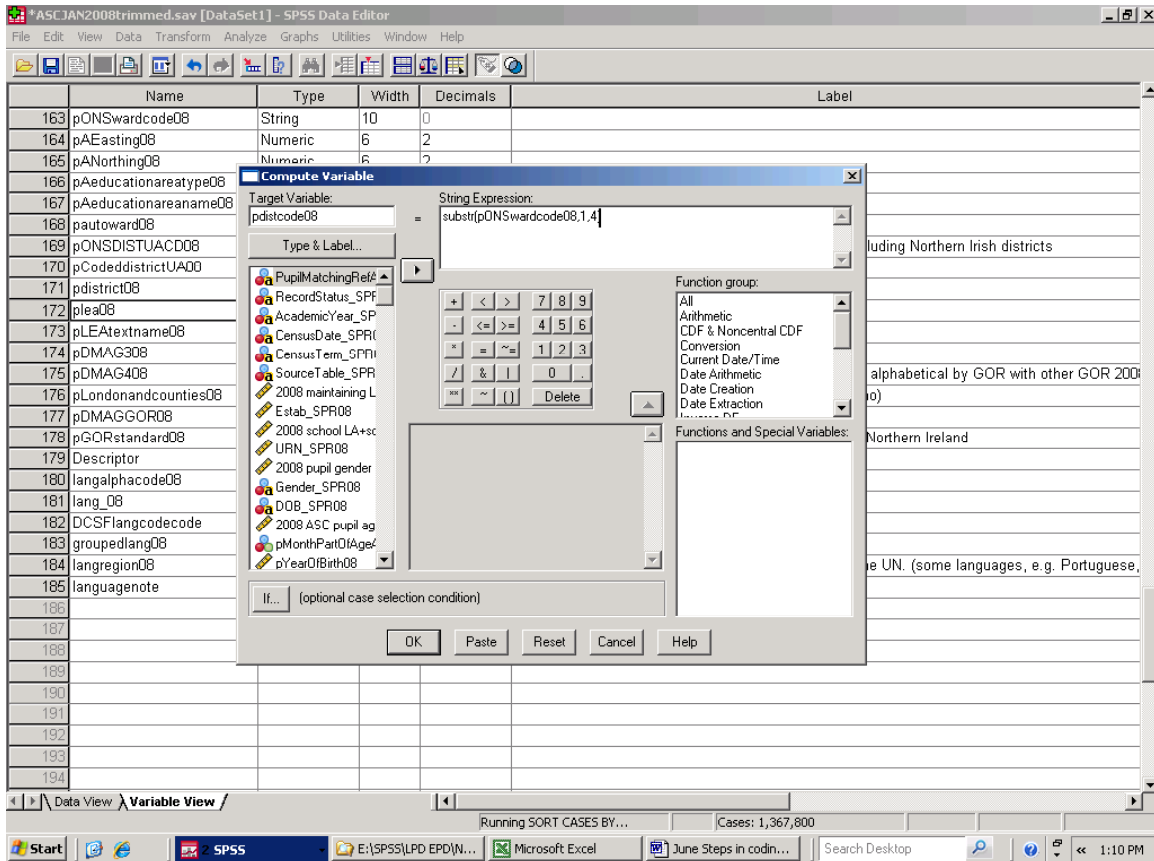 *ASCJAN2008trimmed.sav [DataSet1] - SPSS Data Editor
File Edit View Data Transform Analyze Graphs Utilities Window Help
Name Type Width Decimals Label
163 pONSwardcode08 String 10 0
164 pAEasting08 Numeric 6 2
165 pANorthing08 Numeric 6 2
166 pAeducationareatype08
167 pAeducationareaname08
168 pautoward08
169 pONSDISTUACD08 luding Northern Irish districts
170 pCodeddistrictUA00
171 pdistrict08
172 plea08
173 pLEAtextname08
174 pDMAG308
175 pDMAG408 alphabetical by GOR with other GOR 200
176 pLondonandcounties08 no)
177 pDMAGGOR08
178 pGORstandard08 Northern Ireland
179 Descriptor
180 langalphacode08
181 lang_08
182 DCSFlangcodecode
183 groupedlang08
184 langregion08 e UN. (some languages, e.g. Portuguese,
185 languagenote
186
187
188
189
190
191
192
193
194
Compute Variable
Target Variable:
pdistcode08
=
String Expression:
substr(pONSwardcode08,1,4)
Type & Label...
PupilMatchingRefA
RecordStatus_SPF
AcademicYear_SP
CensusDate_SPR0
CensusTerm_SPR
SourceTable_SPR
2008 maintaining L
Estab_SPR08
2008 school LA+sc
URN_SPR08
2008 pupil gender
Gender_SPR08
DOB_SPR08
2008 ASC pupil ag
pMonthPartOfAgeA
pYearOfBirth08
+ < > 7 8 9
- <= >= 4 5 6
* = ~= 1 2 3
/ & | 0 .
** ~ () Delete
Function group:
All
Arithmetic
CDF & Noncentral CDF
Conversion
Current Date/Time
Date Arithmetic
Date Creation
Date Extraction
Inverse DF
Functions and Special Variables:
If... (optional case selection condition)
OK Paste Reset Cancel Help
Data View Variable View
Running SORT CASES BY... Cases: 1,367,800
Start 2 SPSS E:\SPSS\LPD EPD\N... Microsoft Excel June Steps in codin... Search Desktop « 1:10 PM